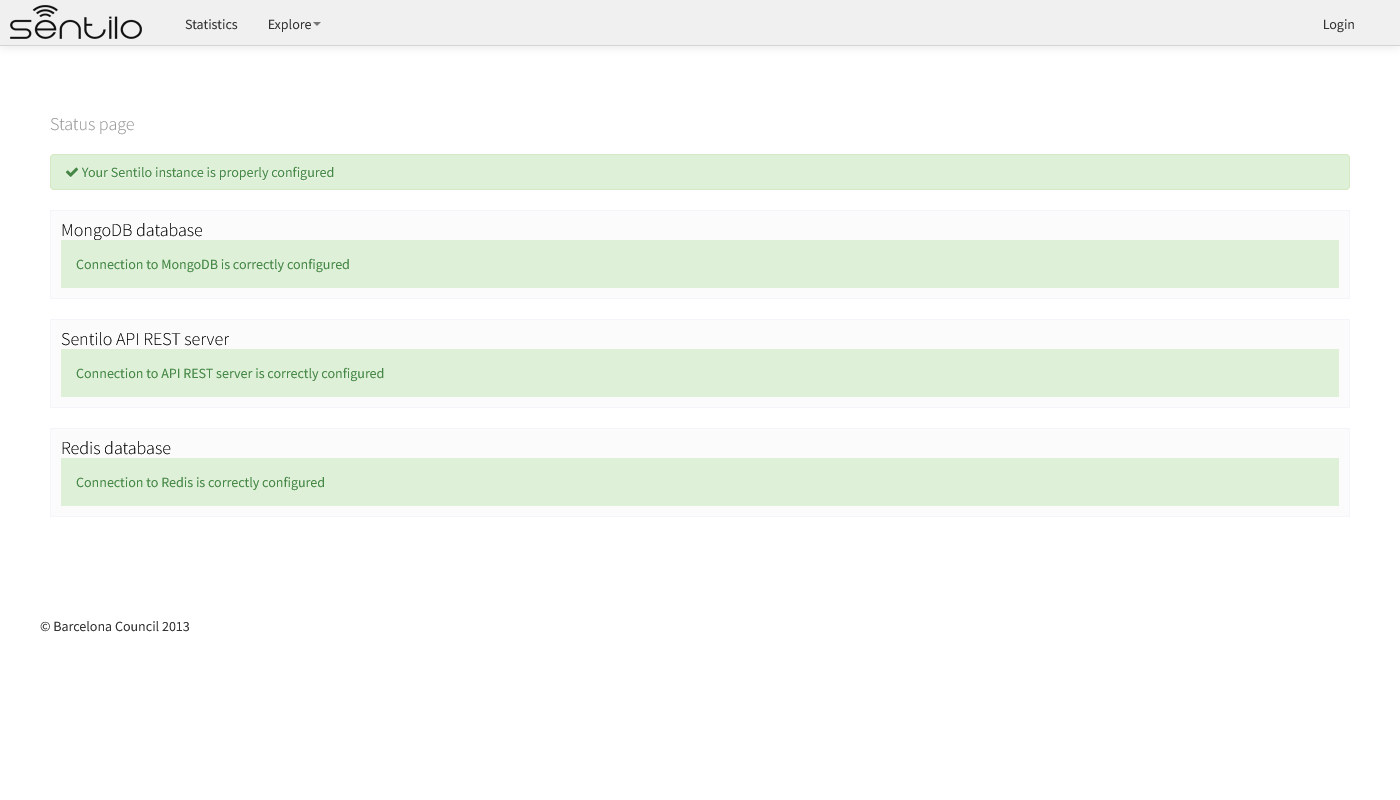 sentilo
Statistics
Explore
Login
Status page
Your Sentilo instance is properly configured
MongoDB database
Connection to MongoDB is correctly configured
Sentilo API REST server
Connection to API REST server is correctly configured
Redis database
Connection to Redis is correctly configured
© Barcelona Council 2013